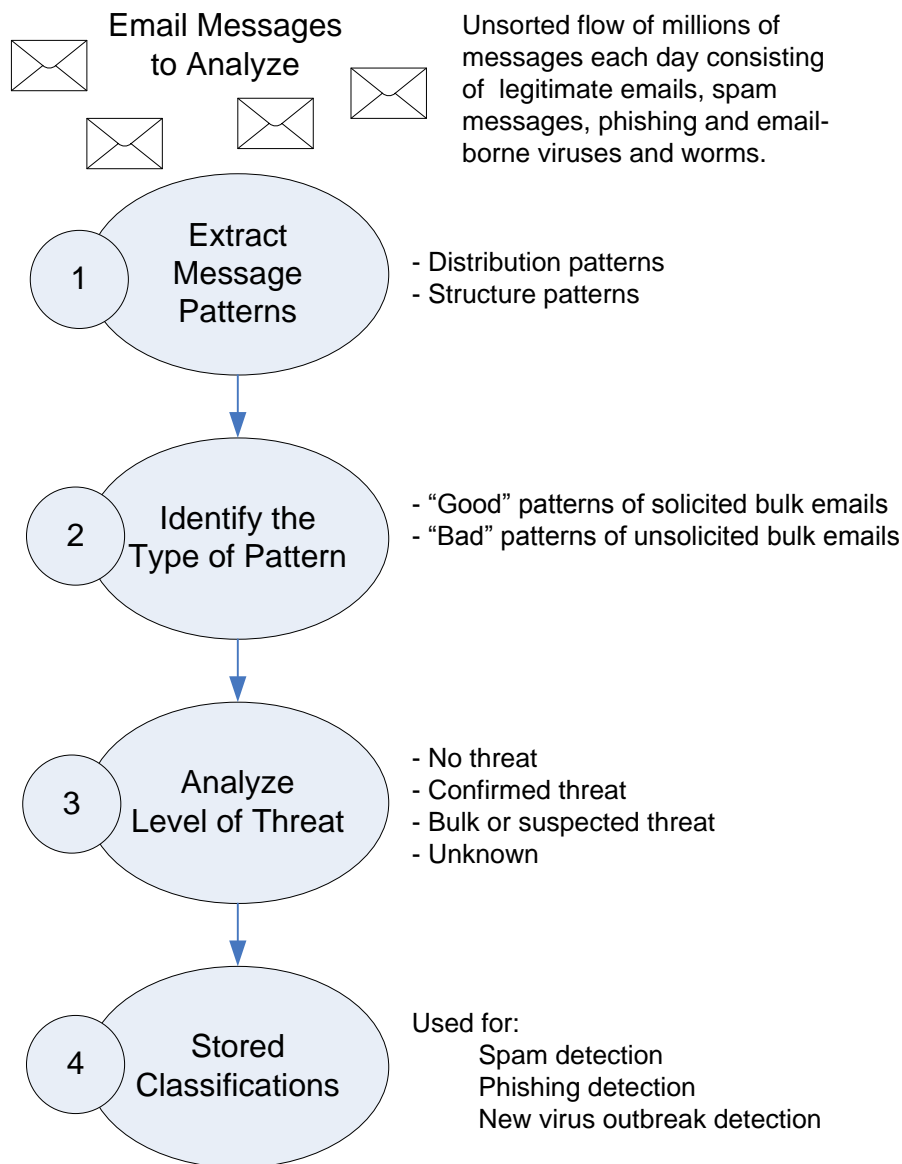 Email Messages
to Analyze
Unsorted flow of millions of
messages each day consisting
of legitimate emails, spam
messages, phishing and email-
borne viruses and worms.
1
Extract
Message
Patterns
- Distribution patterns
- Structure patterns
2
Identify the
Type of Pattern
- “Good” patterns of solicited bulk emails
- “Bad” patterns of unsolicited bulk emails
3
Analyze
Level of Threat
- No threat
- Confirmed threat
- Bulk or suspected threat
- Unknown
4
Stored
Classifications
Used for:
Spam detection
Phishing detection
New virus outbreak detection